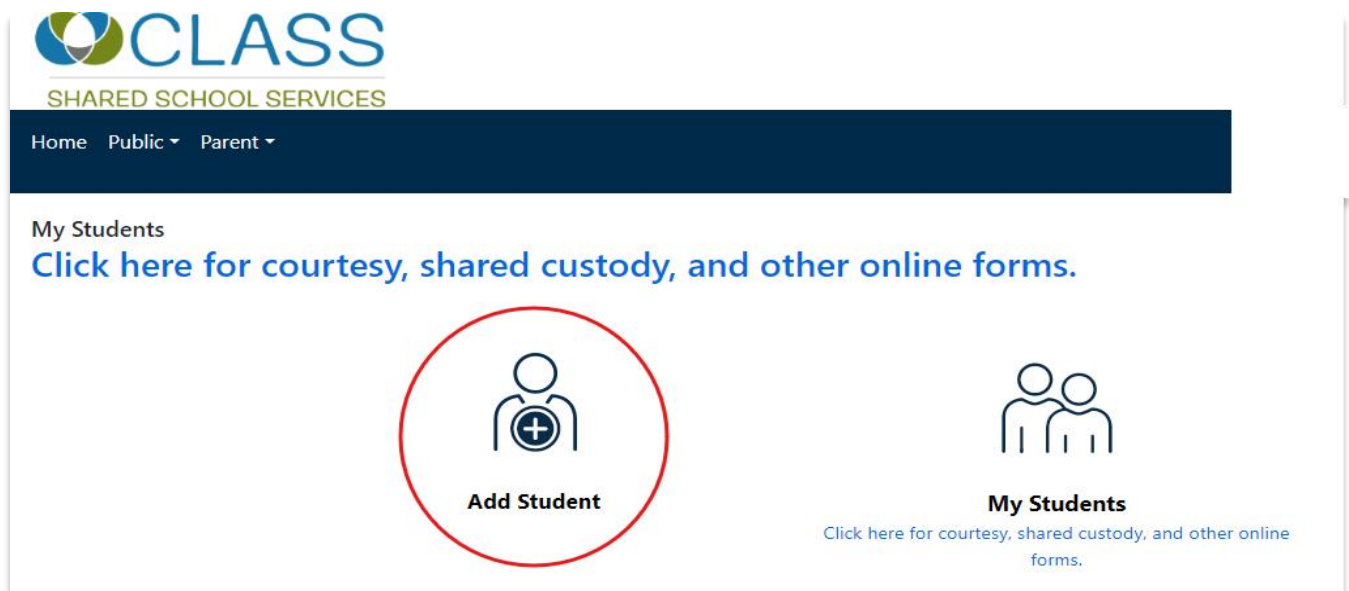 CLASS
SHARED SCHOOL SERVICES
Home Public Parent
My Students
Click here for courtesy, shared custody, and other online forms.
Add Student
My Students
Click here for courtesy, shared custody, and other online
forms.